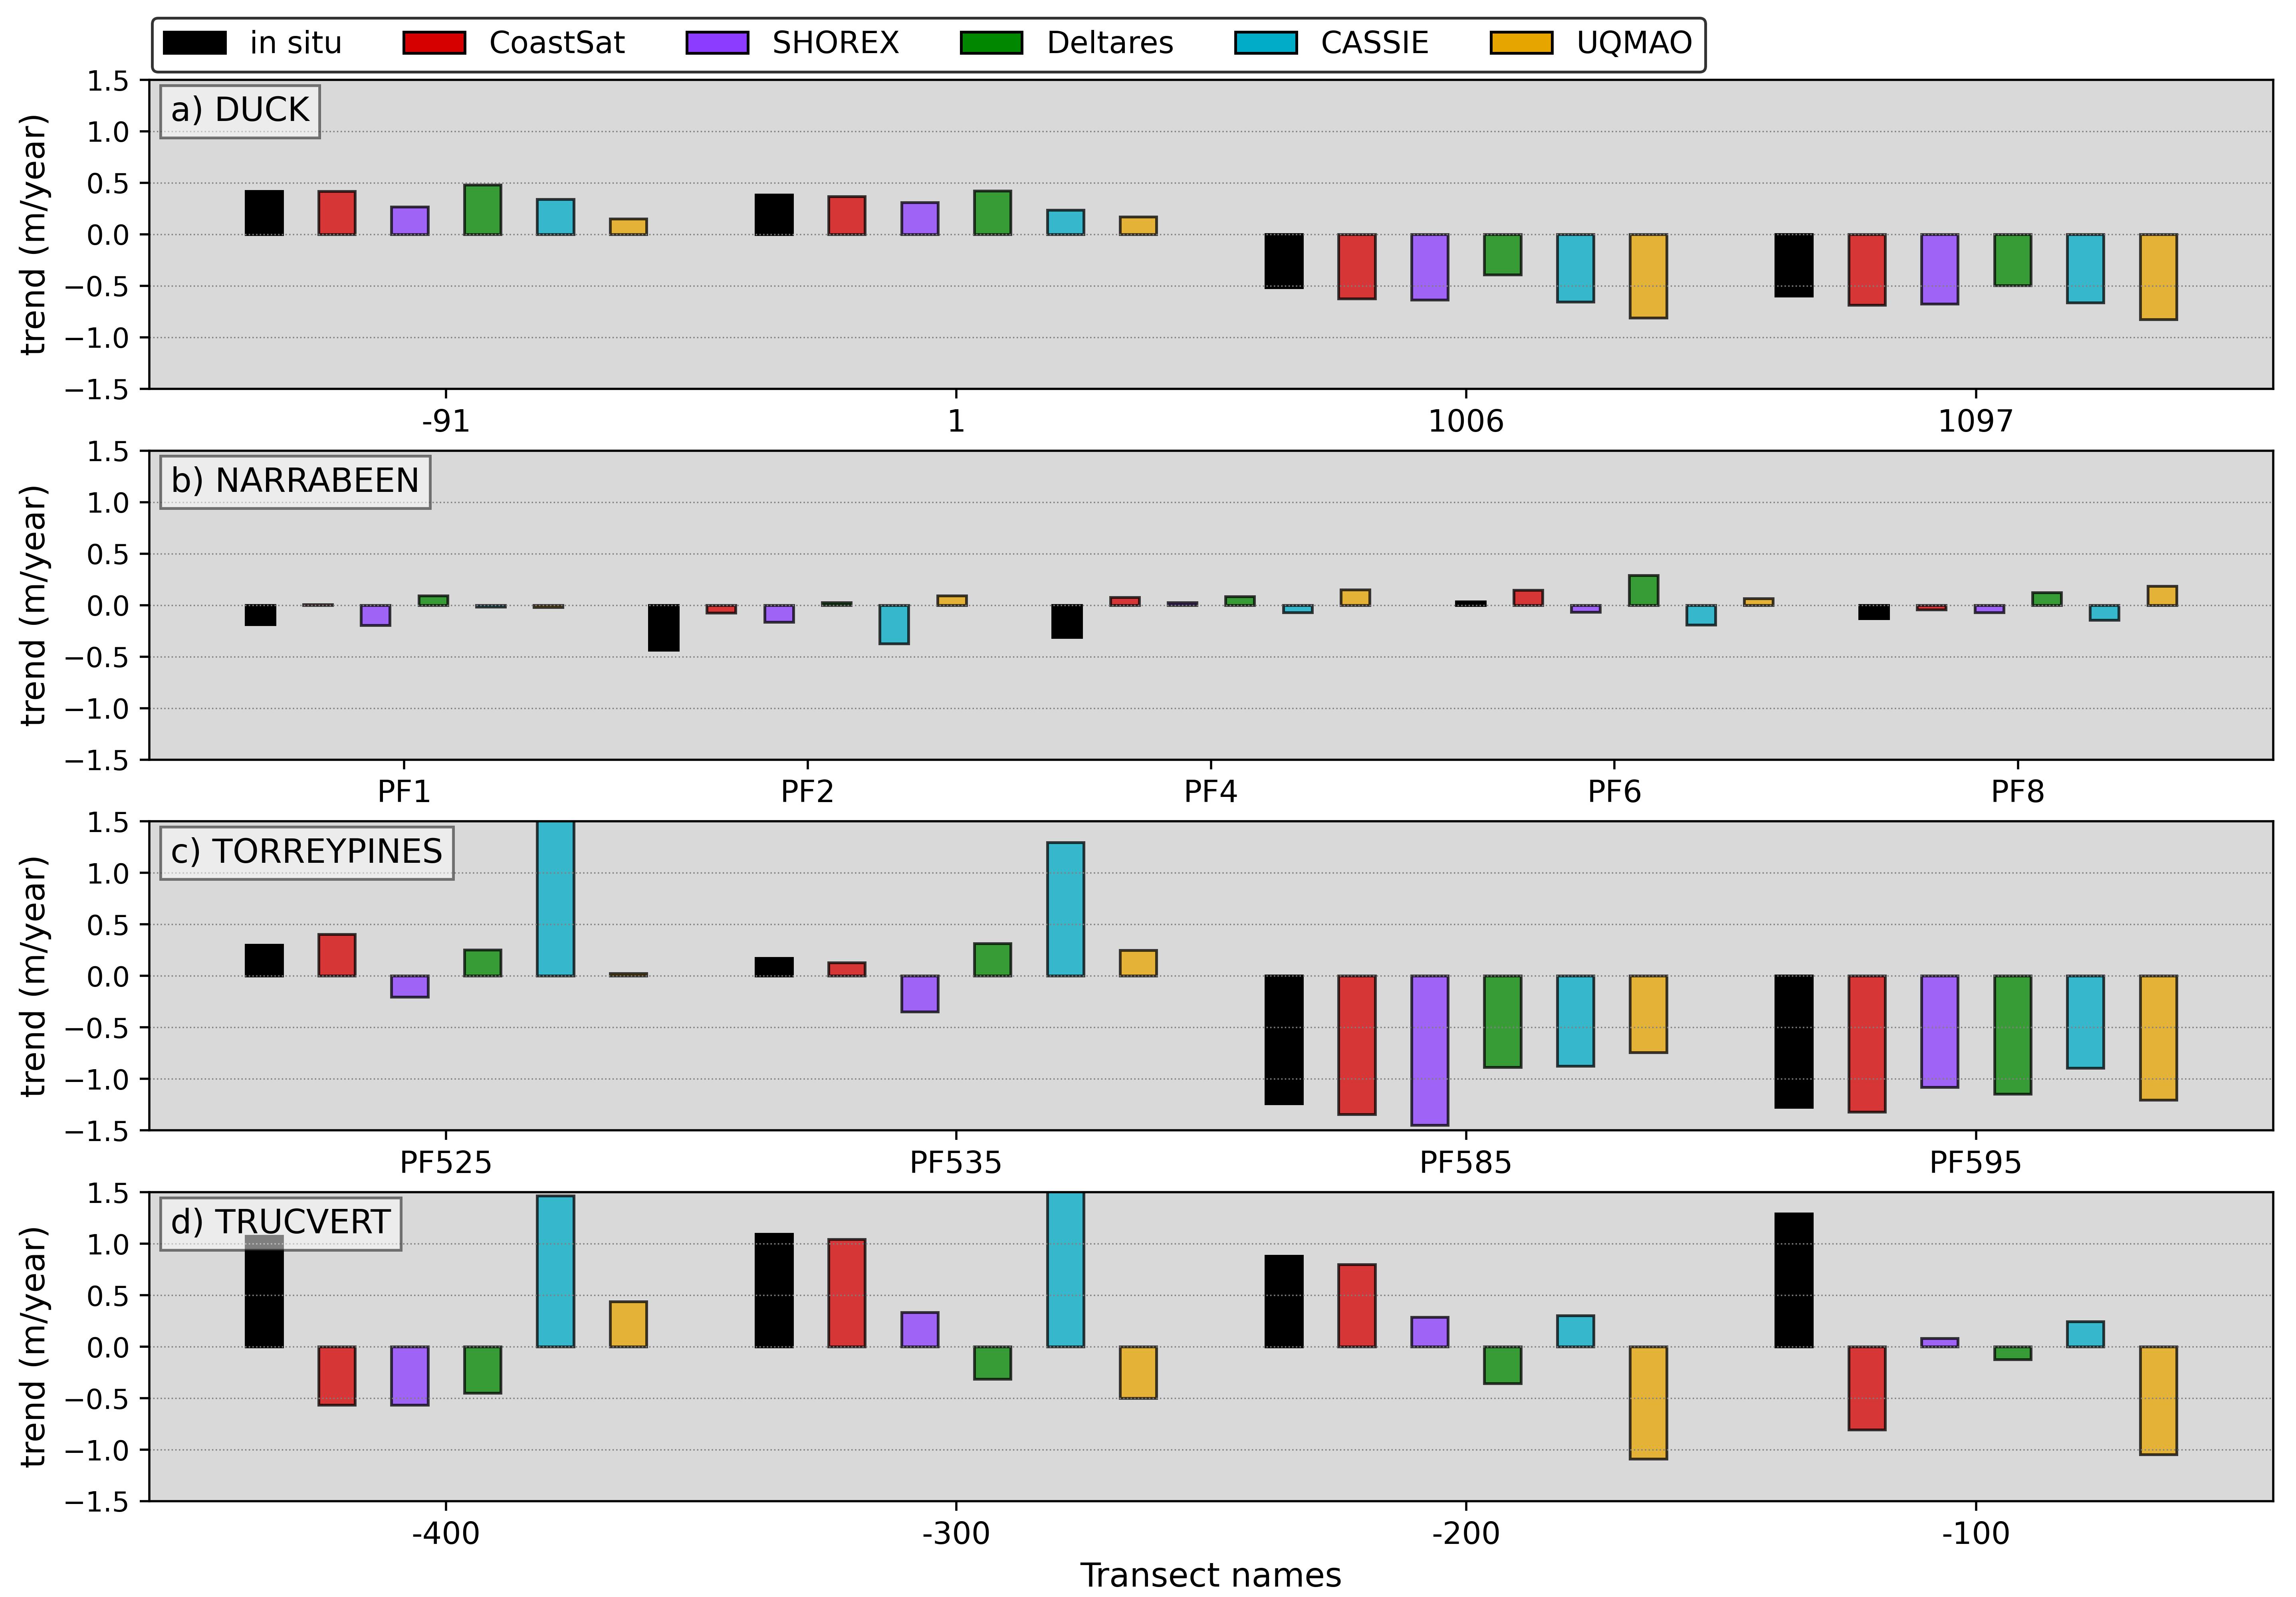 in situ CoastSat SHOREX Deltares CASSIE UQMAO
a) DUCK
trend (m/year)
1.5
1.0
0.5
0.0
−0.5
−1.0
−1.5
-91 1 1006 1097
b) NARRABEEN
trend (m/year)
1.5
1.0
0.5
0.0
−0.5
−1.0
−1.5
PF1 PF2 PF4 PF6 PF8
c) TORREYPINES
trend (m/year)
1.5
1.0
0.5
0.0
−0.5
−1.0
−1.5
PF525 PF535 PF585 PF595
d) TRUCVERT
trend (m/year)
1.5
1.0
0.5
0.0
−0.5
−1.0
−1.5
-400 -300 -200 -100
Transect names